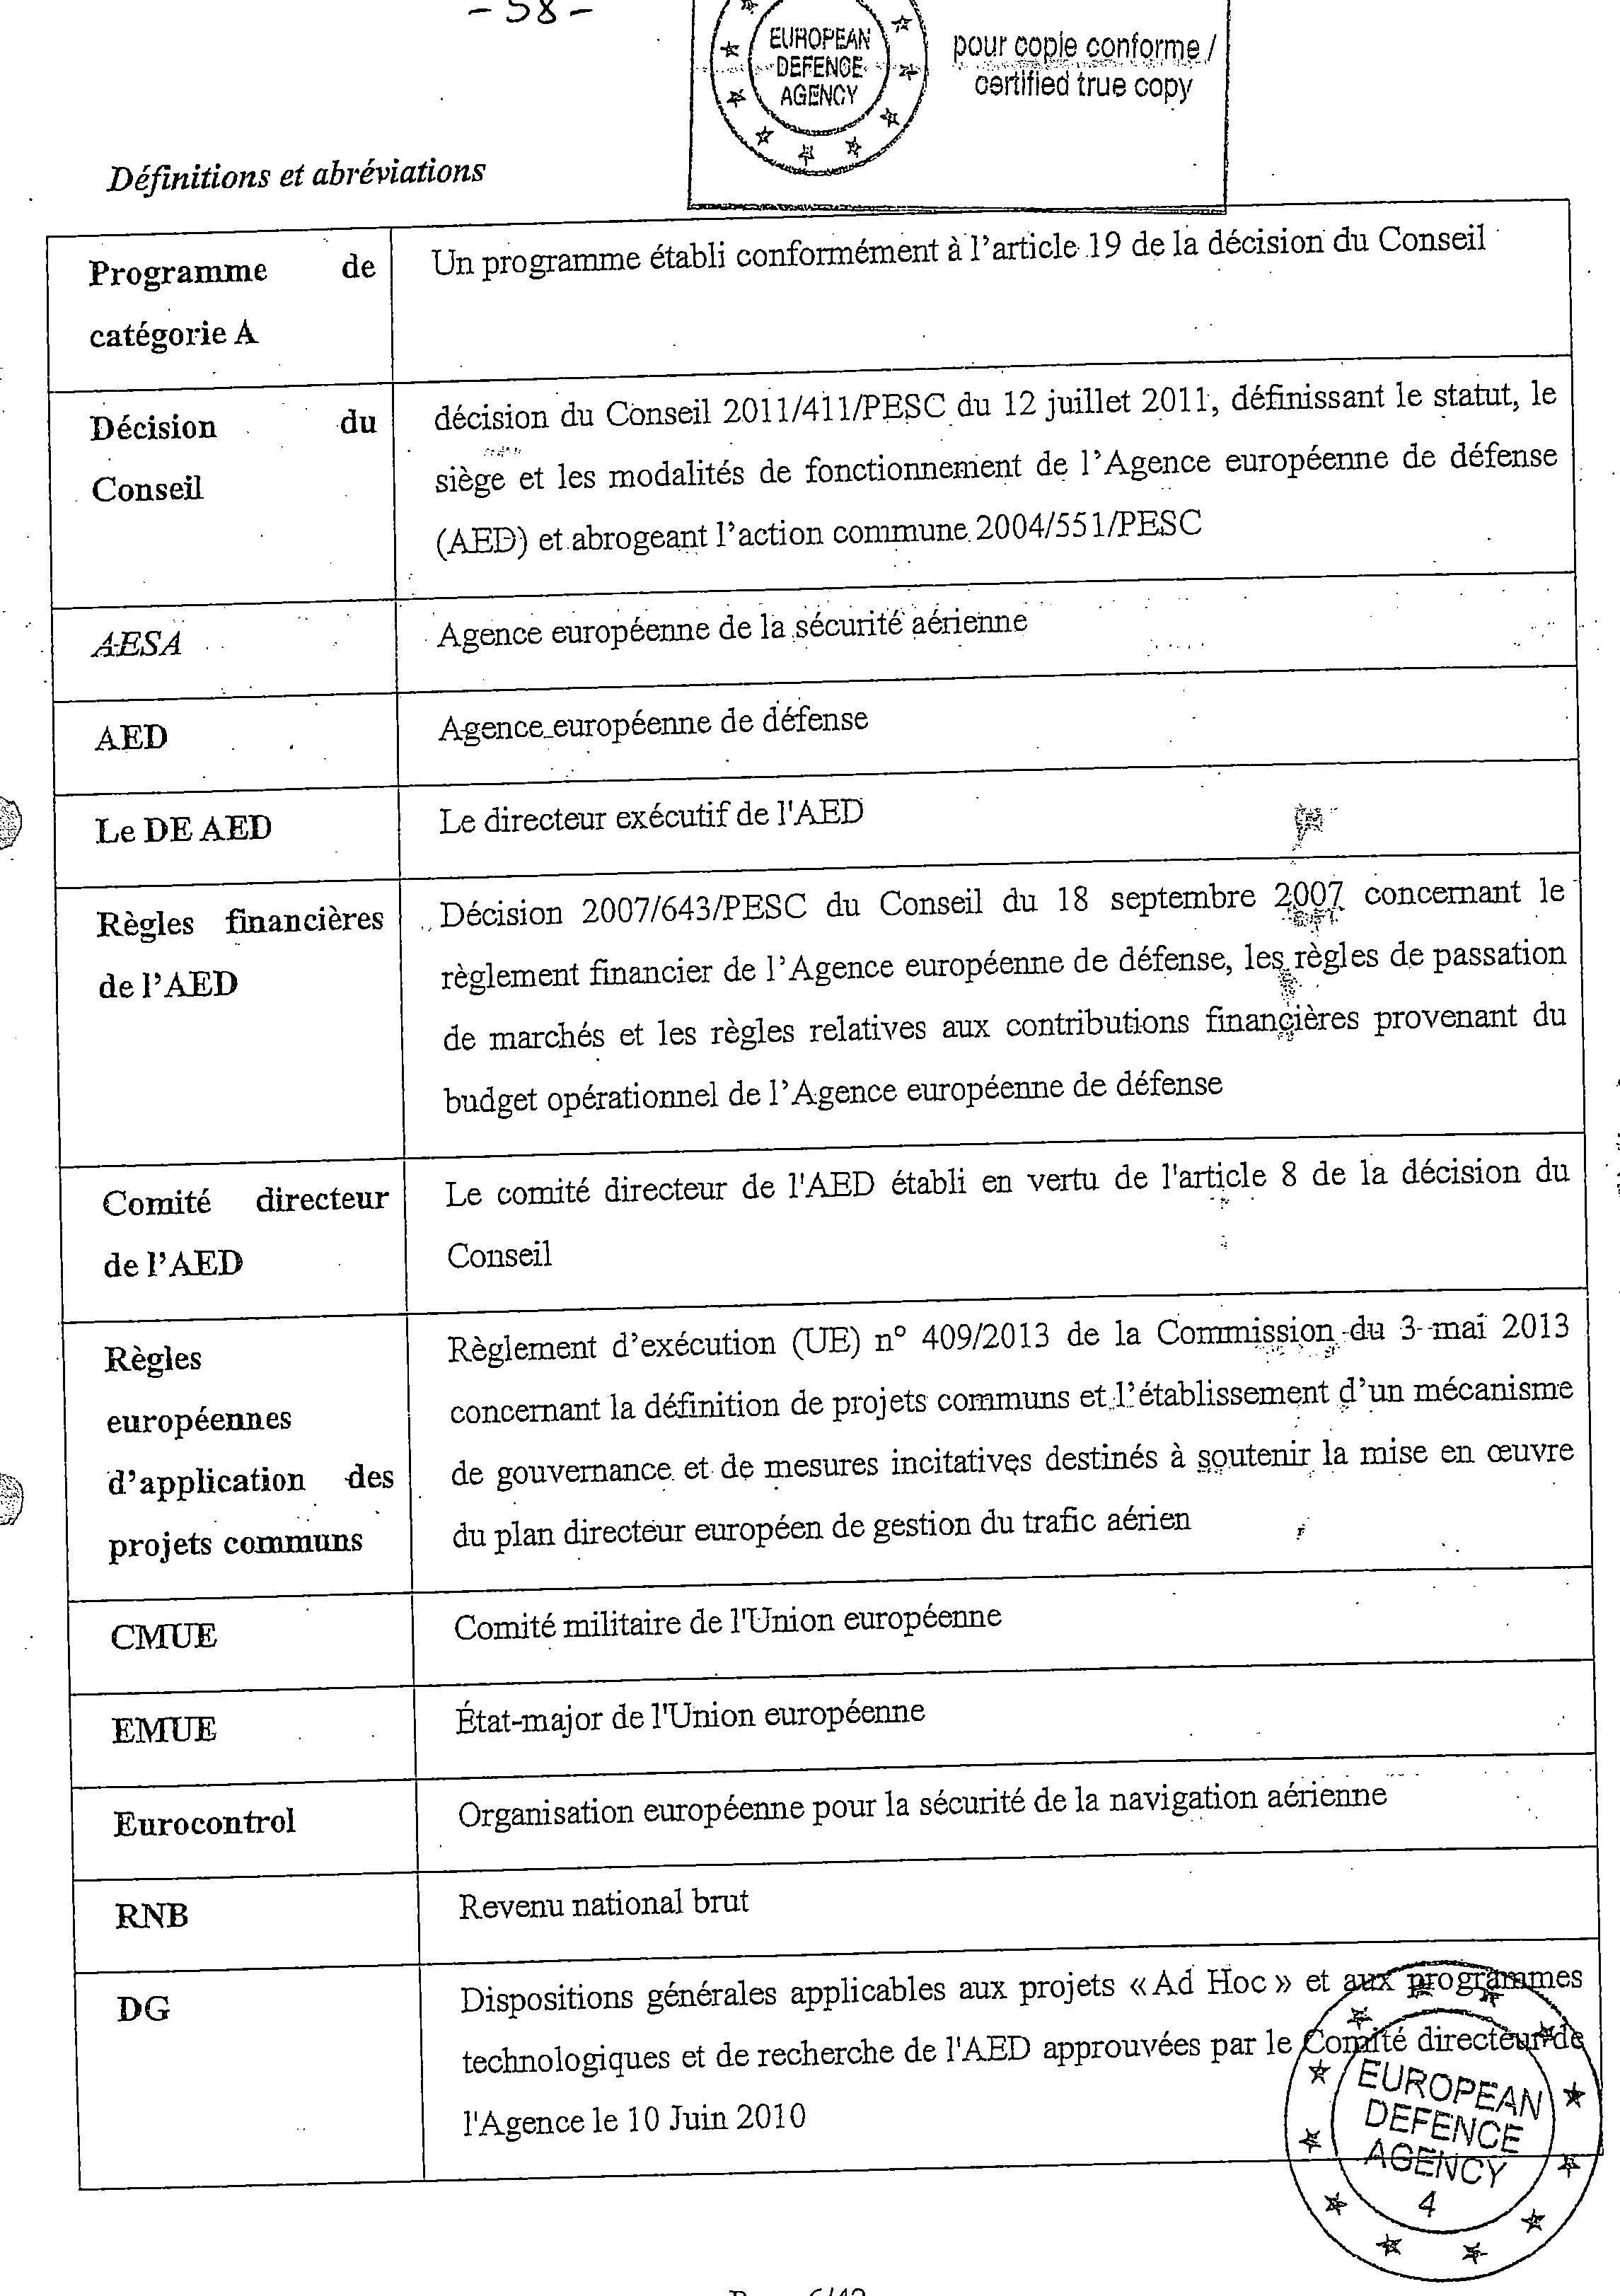 - 58 -
EUROPEAN
DEFENCE
AGENCY
pour copie conforme /
certified true copy
Définitions et abréviations
Programme de
catégorie A
Un programme établi conformément à l'article 19 de la décision du Conseil
Décision du
Conseil
décision du Conseil 2011/411/PESC du 12 juillet 2011, définissant le statut, le
siège et les modalités de fonctionnement de l'Agence européenne de défense
(AED) et abrogeant l'action commune 2004/551/PESC
AESA
Agence européenne de la sécurité aérienne
AED
Agence européenne de défense
Le DE AED
Le directeur exécutif de l'AED
Règles financières
de l'AED
Décision 2007/643/PESC du Conseil du 18 septembre 2007 concernant le
règlement financier de l'Agence européenne de défense, les règles de passation
de marchés et les règles relatives aux contributions financières provenant du
budget opérationnel de l'Agence européenne de défense
Comité directeur
de l'AED
Le comité directeur de l'AED établi en vertu de l'article 8 de la décision du
Conseil
Règles
européennes
d'application des
projets communs
Règlement d'exécution (UE) n° 409/2013 de la Commission du 3 mai 2013
concernant la définition de projets communs et l'établissement d'un mécanisme
de gouvernance et de mesures incitatives destinés à soutenir la mise en œuvre
du plan directeur européen de gestion du trafic aérien
CMUE
Comité militaire de l'Union européenne
EMUE
État-major de l'Union européenne
Eurocontrol
Organisation européenne pour la sécurité de la navigation aérienne
RNB
Revenu national brut
DG
Dispositions générales applicables aux projets « Ad Hoc » et aux programmes
technologiques et de recherche de l'AED approuvées par le Comité directeur de
l'Agence le 10 Juin 2010
EUROPEAN
DEFENCE
AGENCY
4